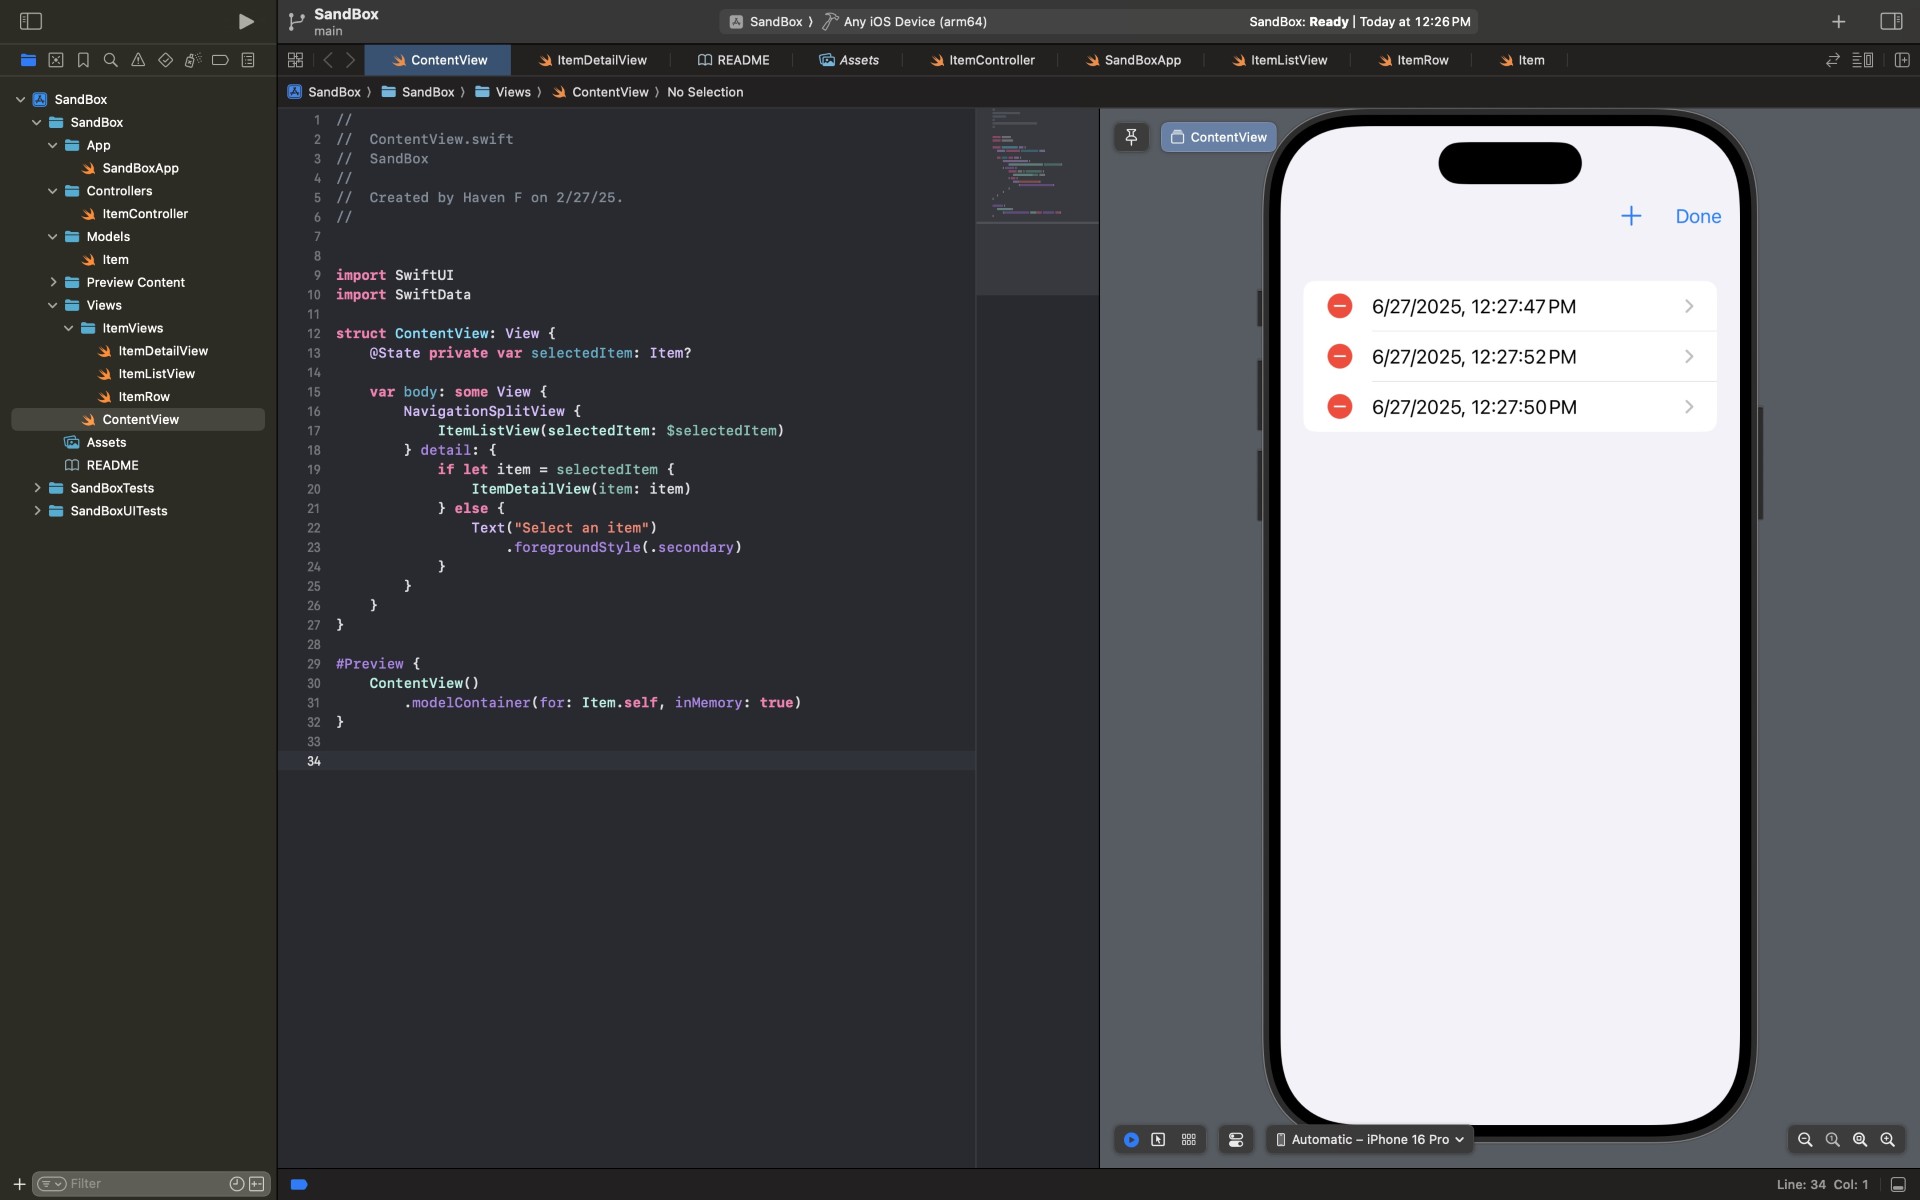 SandBox
main
SandBox
Any iOS Device (arm64)
SandBox: Ready | Today at 12:26 PM
ContentView
ItemDetailView
README
Assets
ItemController
SandBoxApp
ItemListView
ItemRow
Item
SandBox
SandBox
Views
ContentView
No Selection
SandBox
SandBox
App
SandBoxApp
Controllers
ItemController
Models
Item
Preview Content
Views
ItemViews
ItemDetailView
ItemListView
ItemRow
ContentView
Assets
README
SandBoxTests
SandBoxUITests
Filter
1 //
2 //  ContentView.swift
3 //  SandBox
4 //
5 //  Created by Haven F on 2/27/25.
6 //
7
8
9 import SwiftUI
10 import SwiftData
11
12 struct ContentView: View {
13     @State private var selectedItem: Item?
14
15     var body: some View {
16         NavigationSplitView {
17             ItemListView(selectedItem: $selectedItem)
18         } detail: {
19             if let item = selectedItem {
20                 ItemDetailView(item: item)
21             } else {
22                 Text("Select an item")
23                     .foregroundStyle(.secondary)
24             }
25         }
26     }
27 }
28
29 #Preview {
30     ContentView()
31         .modelContainer(for: Item.self, inMemory: true)
32 }
33
34
ContentView
Done
6/27/2025, 12:27:47 PM
6/27/2025, 12:27:52 PM
6/27/2025, 12:27:50 PM
Automatic – iPhone 16 Pro
Line: 34  Col: 1